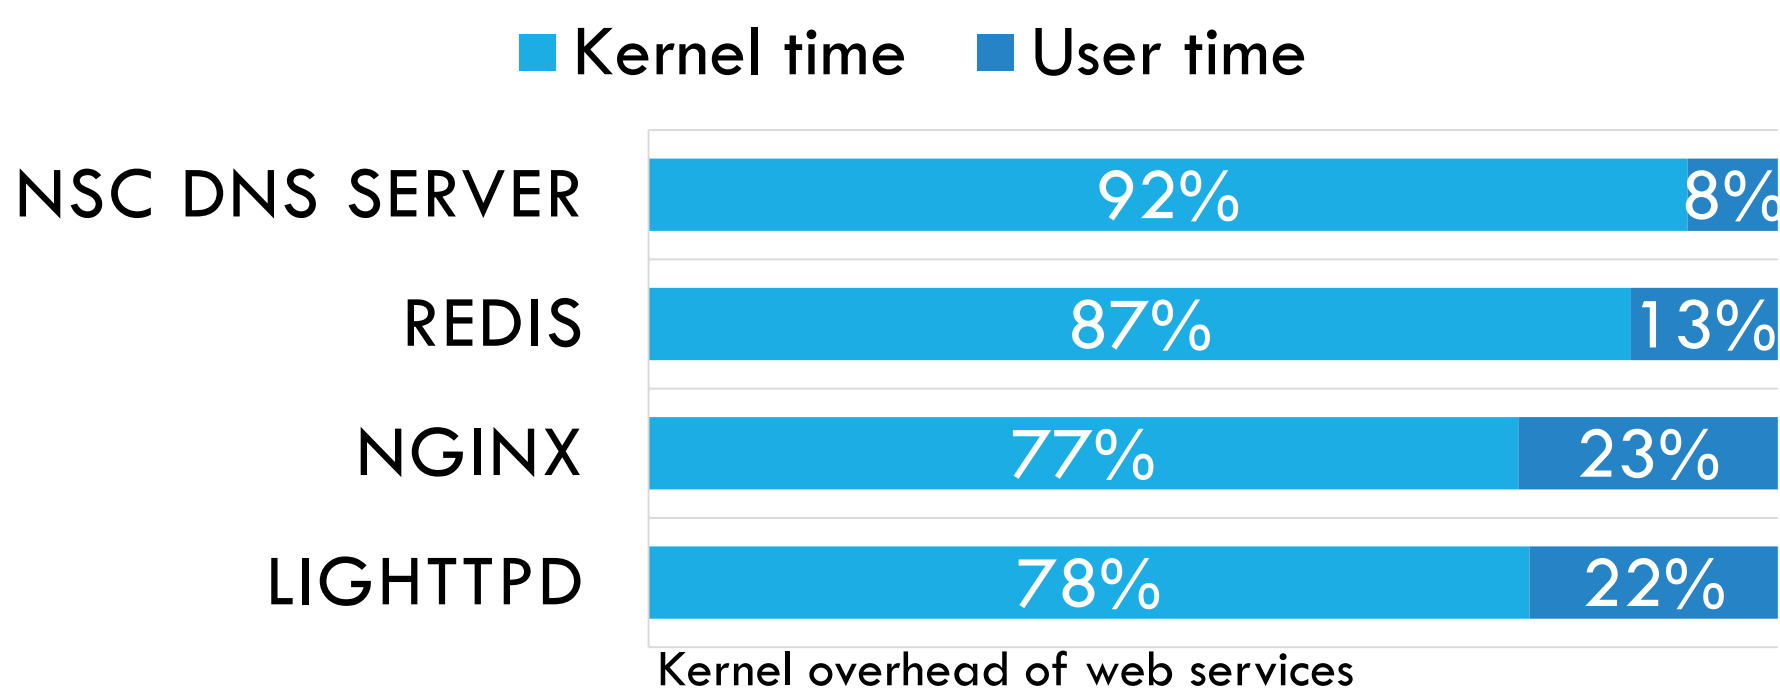 Kernel time User time
NSC DNS SERVER 92% 8%
REDIS 87% 13%
NGINX 77% 23%
LIGHTTPD 78% 22%
Kernel overhead of web services